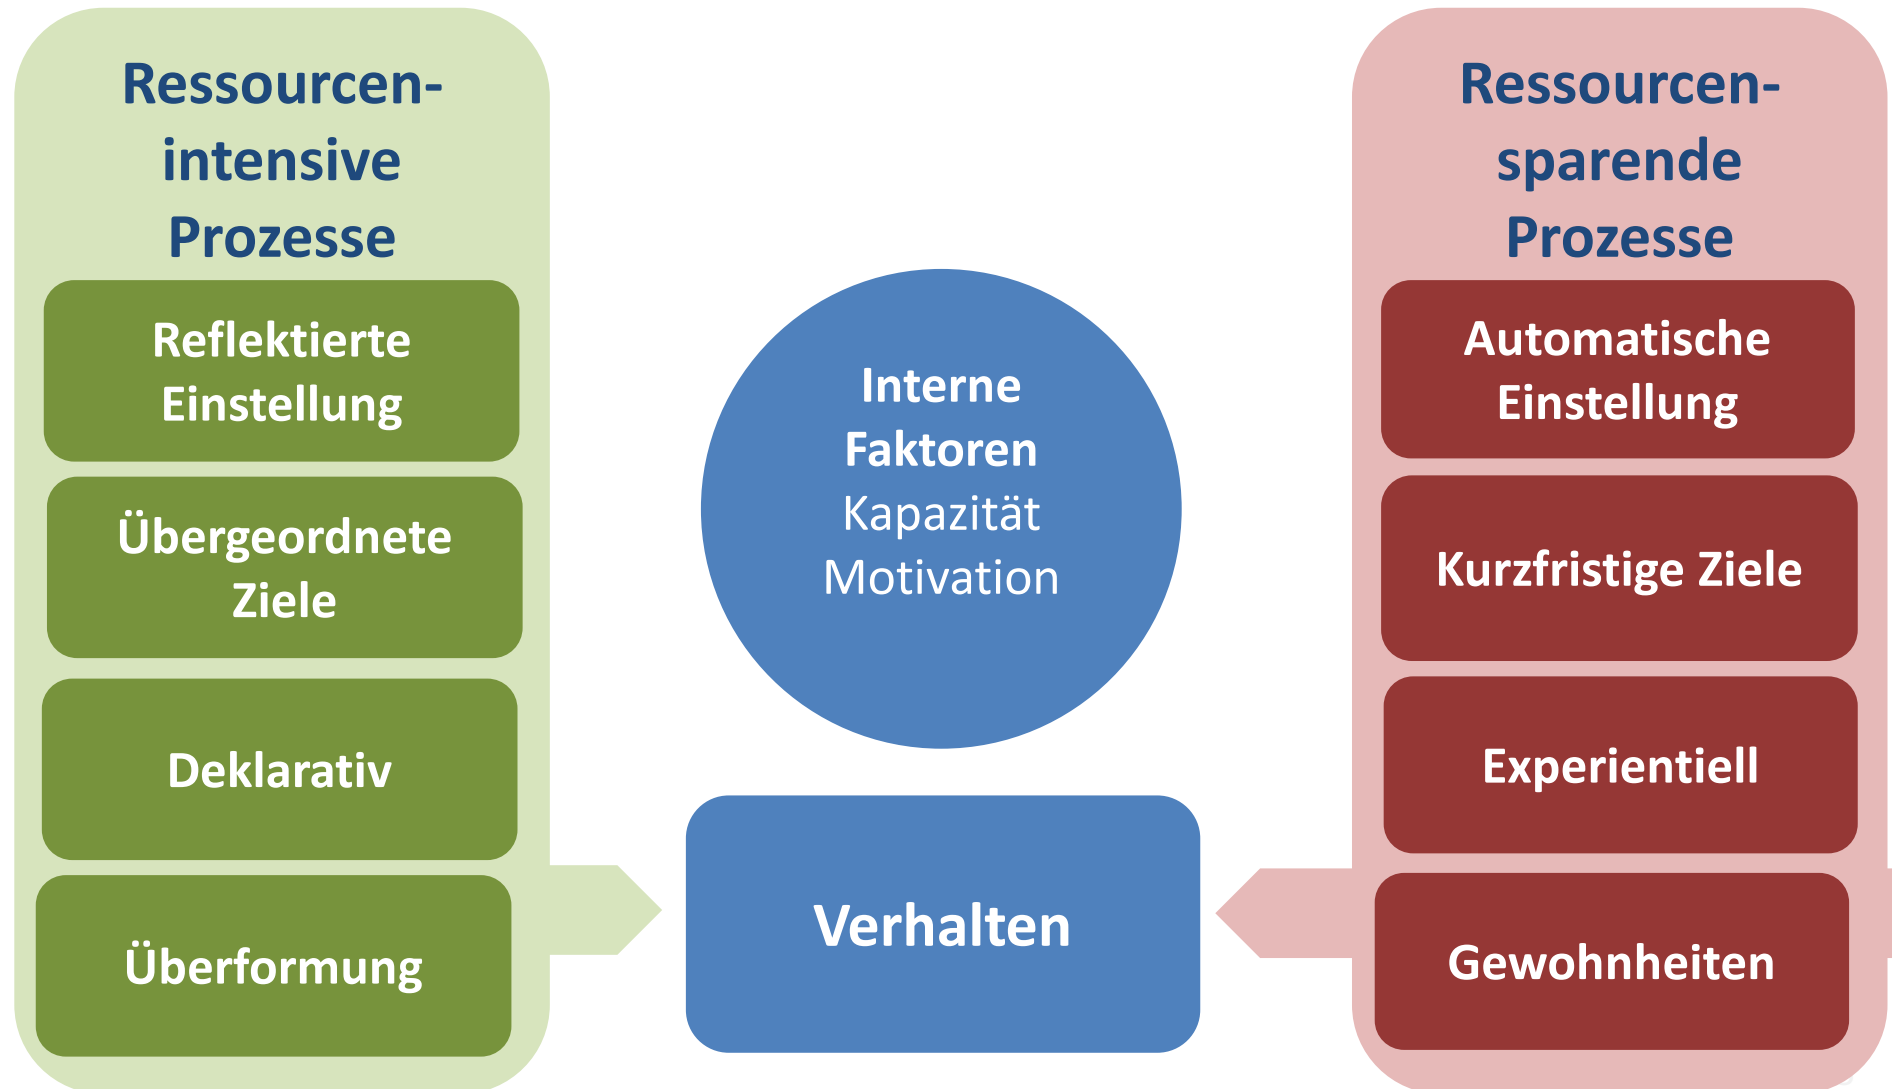 Ressourcen-
intensive
Prozesse
Reflektierte
Einstellung
Übergeordnete
Ziele
Deklarativ
Überformung
Interne
Faktoren
Kapazität
Motivation
Verhalten
Ressourcen-
sparende
Prozesse
Automatische
Einstellung
Kurzfristige Ziele
Experientiell
Gewohnheiten